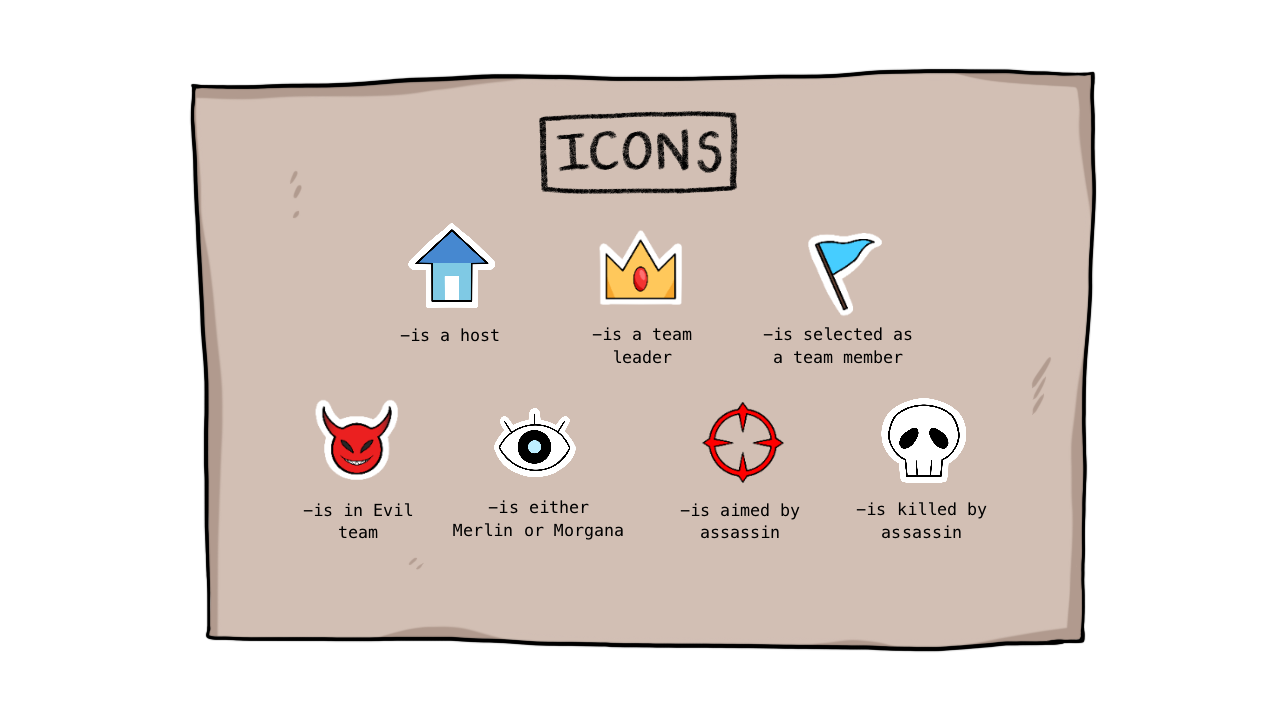 ICONS
–is a host
–is a team
leader
–is selected as
a team member
–is in Evil
team
–is either
Merlin or Morgana
–is aimed by
assassin
–is killed by
assassin